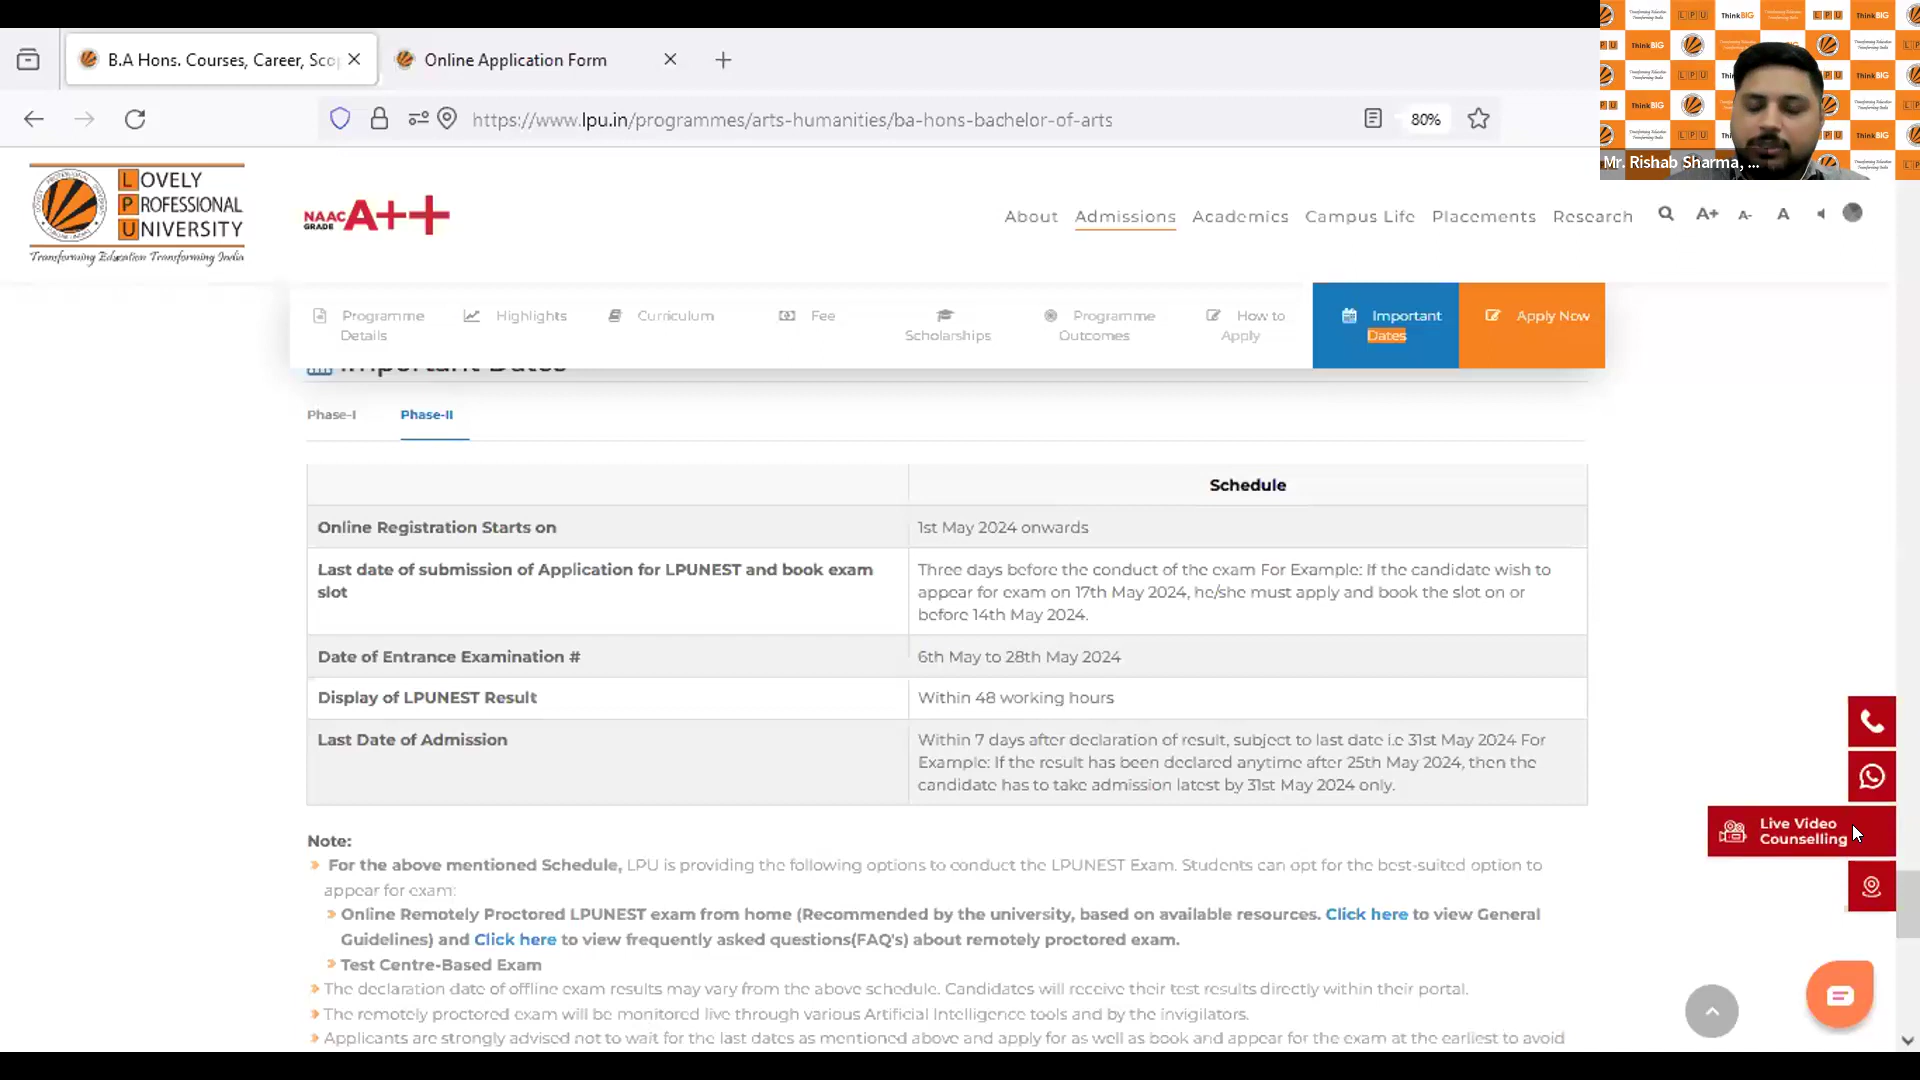 B.A Hons. Courses, Career, Sco
Online Application Form
https://www.lpu.in/programmes/arts-humanities/ba-hons-bachelor-of-arts
80%
Mr. Rishab Sharma, ...
LOVELY
PROFESSIONAL
UNIVERSITY
Transforming Education Transforming India
NAAC
GRADE
A++
About Admissions Academics Campus Life Placements Research A+ A- A
Programme Details
Highlights
Curriculum
Fee
Scholarships
Programme Outcomes
How to Apply
Important Dates
Apply Now
Important Dates
Phase-I Phase-II
Schedule
Online Registration Starts on
1st May 2024 onwards
Last date of submission of Application for LPUNEST and book exam
slot
Three days before the conduct of the exam For Example: If the candidate wish to
appear for exam on 17th May 2024, he/she must apply and book the slot on or
before 14th May 2024.
Date of Entrance Examination #
6th May to 28th May 2024
Display of LPUNEST Result
Within 48 working hours
Last Date of Admission
Within 7 days after declaration of result, subject to last date i.e 31st May 2024 For
Example: If the result has been declared anytime after 25th May 2024, then the
candidate has to take admission latest by 31st May 2024 only.
Live Video
Counselling
Note:
For the above mentioned Schedule, LPU is providing the following options to conduct the LPUNEST Exam. Students can opt for the best-suited option to
appear for exam:
Online Remotely Proctored LPUNEST exam from home (Recommended by the university, based on available resources. Click here to view General
Guidelines) and Click here to view frequently asked questions(FAQ's) about remotely proctored exam.
Test Centre-Based Exam
The declaration date of offline exam results may vary from the above schedule. Candidates will receive their test results directly within their portal.
The remotely proctored exam will be monitored live through various Artificial Intelligence tools and by the invigilators.
Applicants are strongly advised not to wait for the last dates as mentioned above and apply for as well as book and appear for the exam at the earliest to avoid